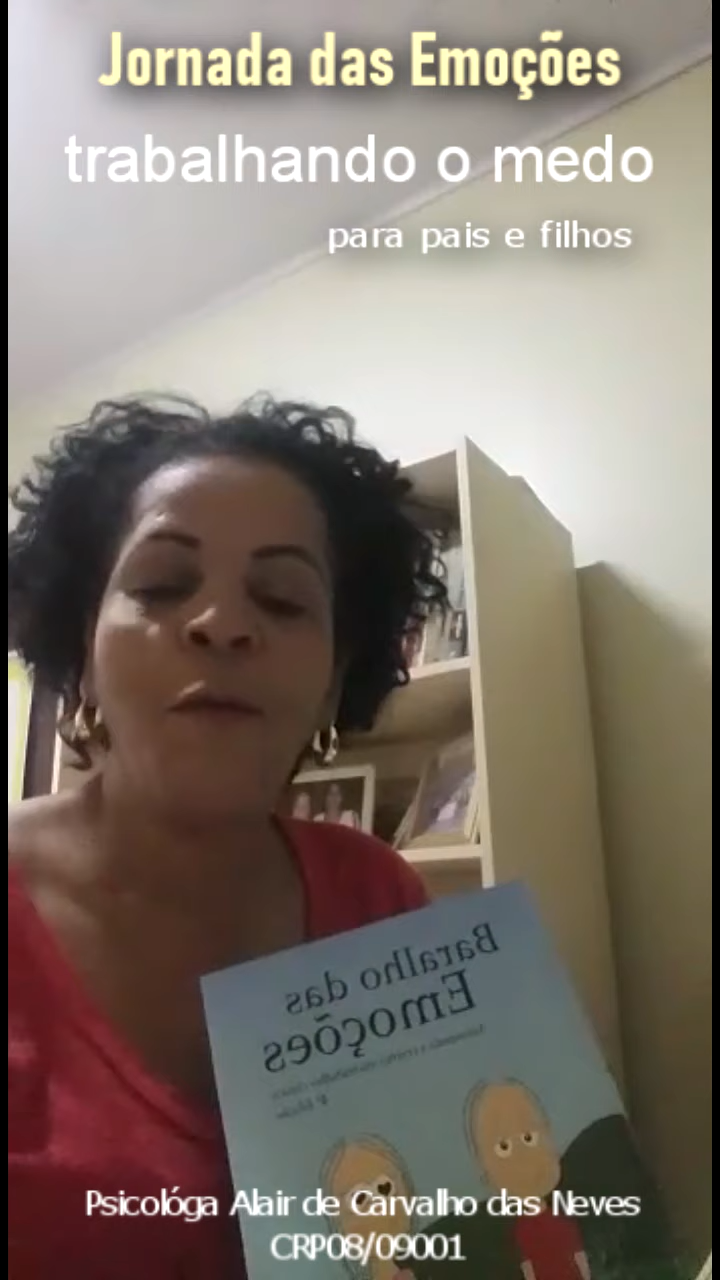 Jornada das Emoções
trabalhando o medo
para pais e filhos
Baralho das
Emoções
Psicológa Alair de Carvalho das Neves
CRP08/09001